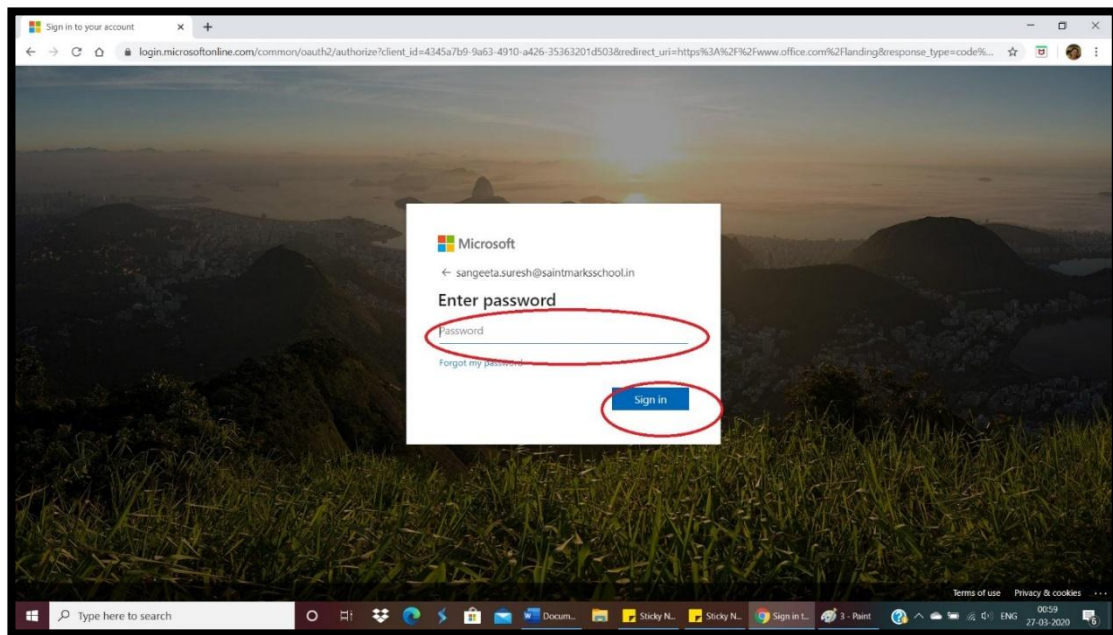 Sign in to your account
login.microsoftonline.com/common/oauth2/authorize?client_id=4345a7b9-9a63-4910-a426-35363201d503&redirect_uri=https%3A%2F%2Fwww.office.com%2Flanding&response_type=code%...
Microsoft
sangeeta.suresh@saintmarksschool.in
Enter password
Password
Forgot my password
Sign in
Terms of use Privacy & cookies ...
Type here to search
Docum...
Sticky N...
Sticky N...
Sign in t...
3 - Paint
ENG
00:59
27-03-2020
6